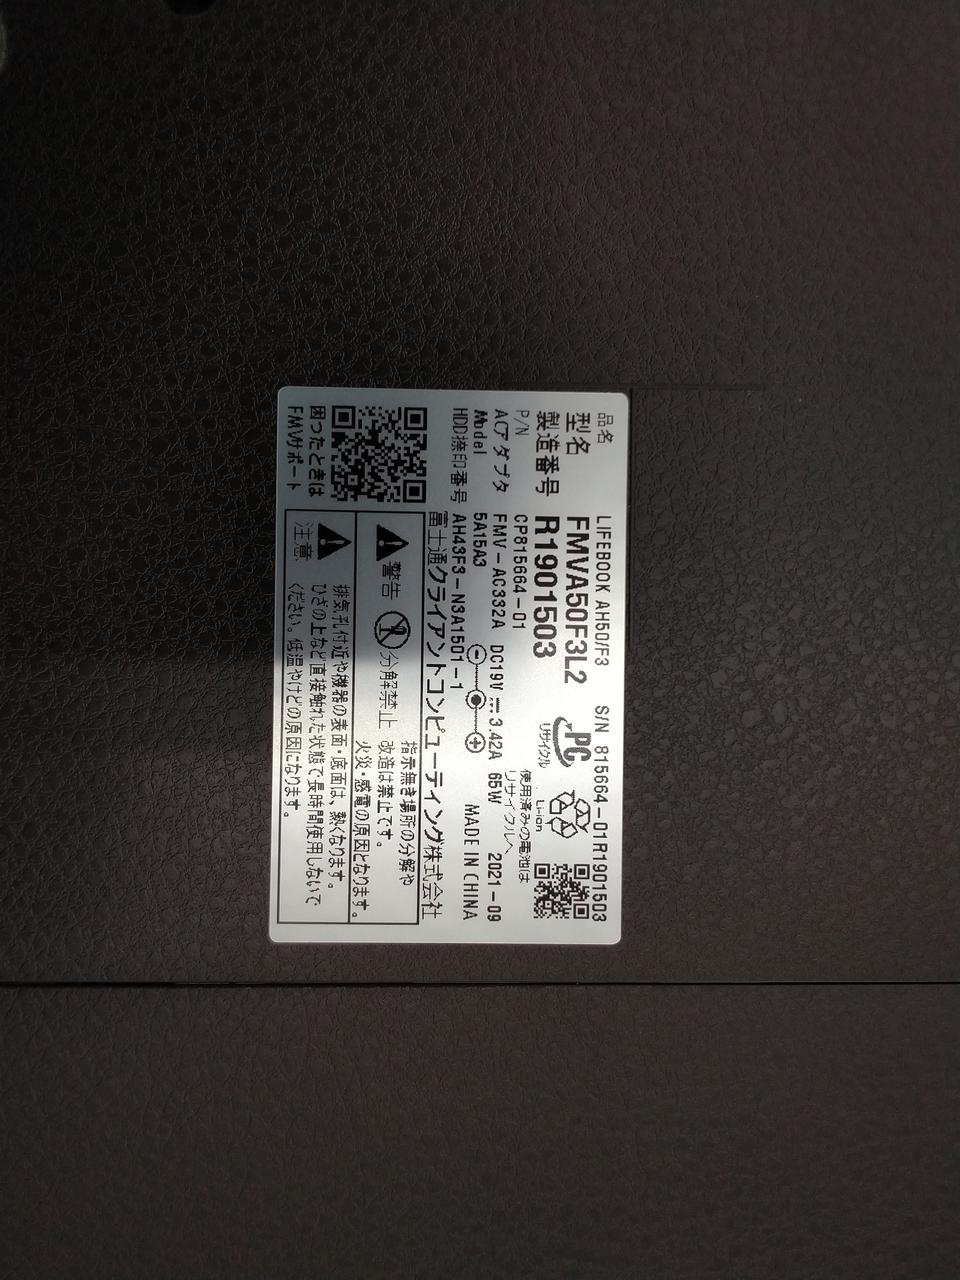 品名 LIFEBOOK AH50/F3 S/N 815664-01R1901503
型名 FMVA50F3L2
製造番号 R1901503
PC
リサイクル
Li-ion
使用済みの電池は
リサイクルへ
P/N CP815664-01
ACアダプタ FMV-AC332A DC19V 3.42A 65W 2021-09
Model 5A15A3
HDD捺印番号 AH43F3-N3A1501-1 MADE IN CHINA
富士通クライアントコンピューティング株式会社
困ったときは
FMVサポート
警告 分解禁止
指示無き場所の分解や
改造は禁止です。
火災・感電の原因となります。
注意
排気孔付近や機器の表面・底面は、熱くなります。
ひざの上など直接触れた状態で長時間使用しないで
ください。低温やけどの原因になります。